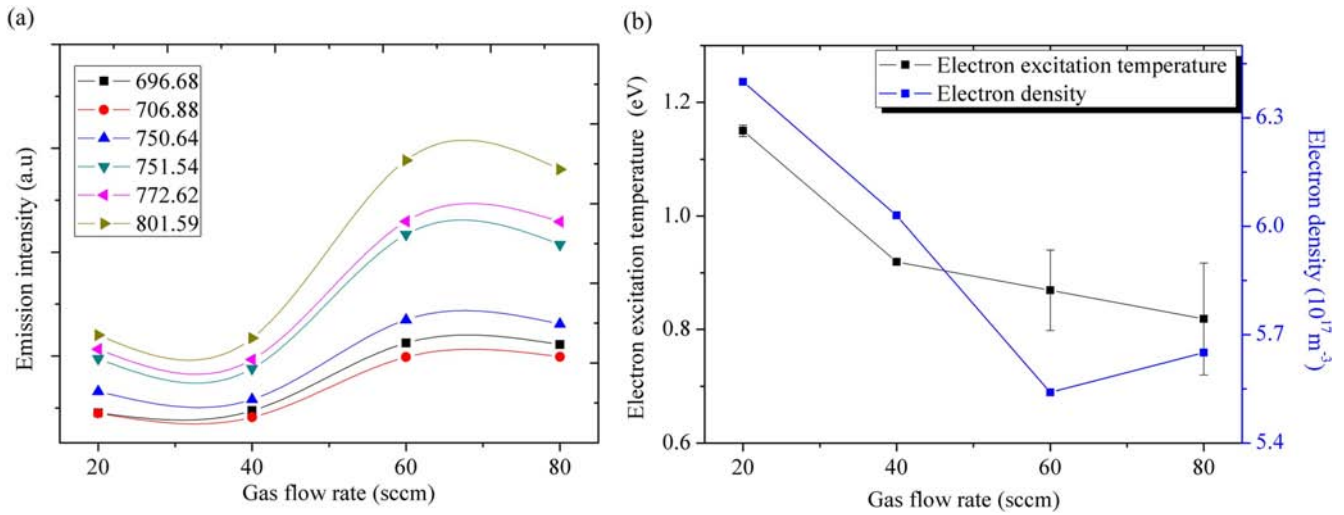 (a)
696.68
706.88
750.64
751.54
772.62
801.59
Emission intensity (a.u)
20 40 60 80
Gas flow rate (sccm)
(b)
Electron excitation temperature
Electron density
Electron excitation temperature (eV)
1.2
1.0
0.8
0.6
6.3
6.0
5.7
5.4
Electron density (10¹⁷ m⁻³)
20 40 60 80
Gas flow rate (sccm)